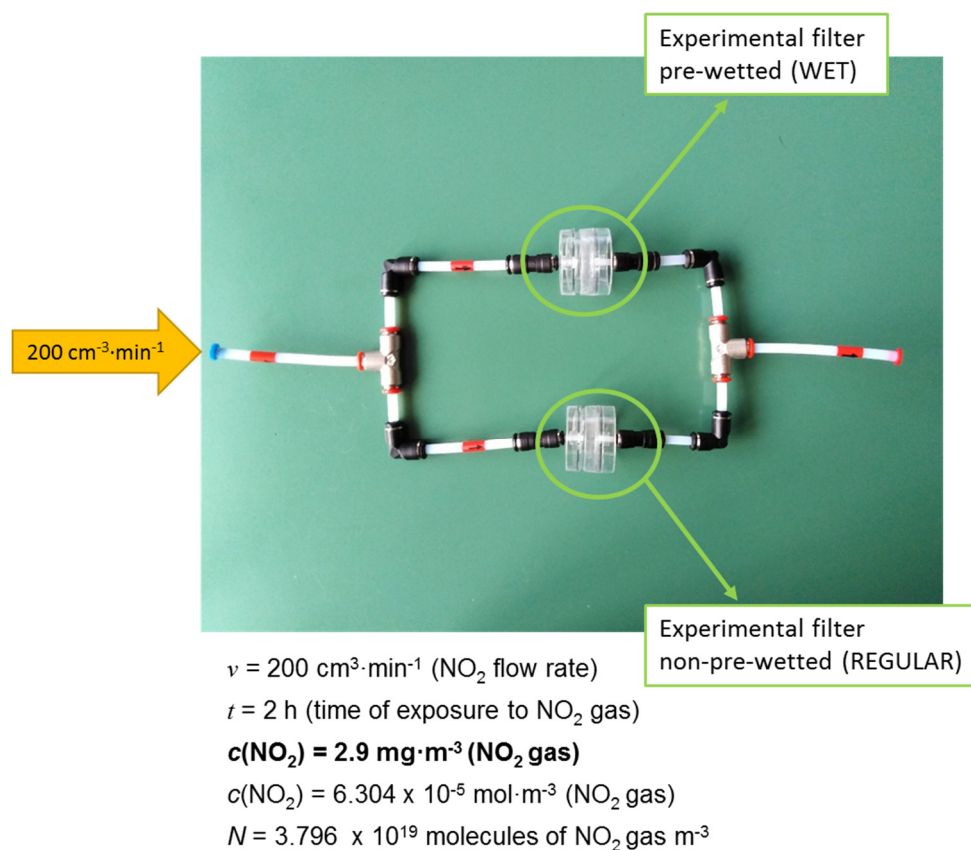 Experimental filter
pre-wetted (WET)
200 cm⁻³·min⁻¹
Experimental filter
non-pre-wetted (REGULAR)
v = 200 cm³·min⁻¹ (NO₂ flow rate)
t = 2 h (time of exposure to NO₂ gas)
c(NO₂) = 2.9 mg·m⁻³ (NO₂ gas)
c(NO₂) = 6.304 x 10⁻⁵ mol·m⁻³ (NO₂ gas)
N = 3.796 x 10¹⁹ molecules of NO₂ gas m⁻³